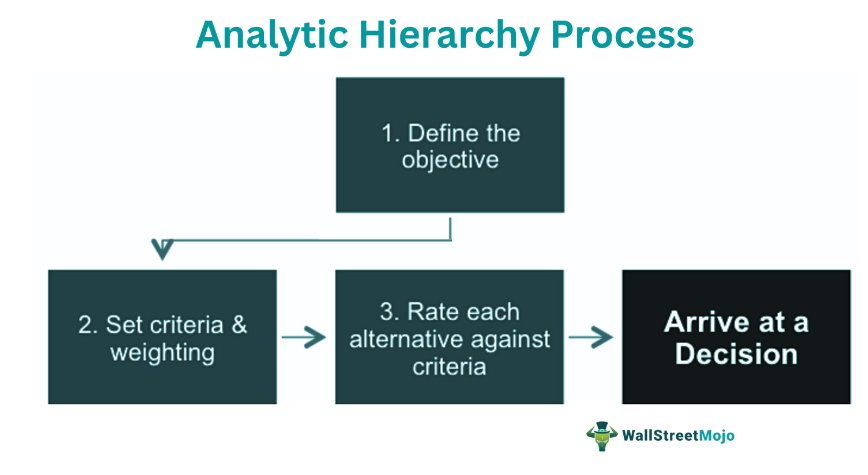 Analytic Hierarchy Process
1. Define the
objective
2. Set criteria &
weighting
3. Rate each
alternative against
criteria
Arrive at a
Decision
WallStreetMojo